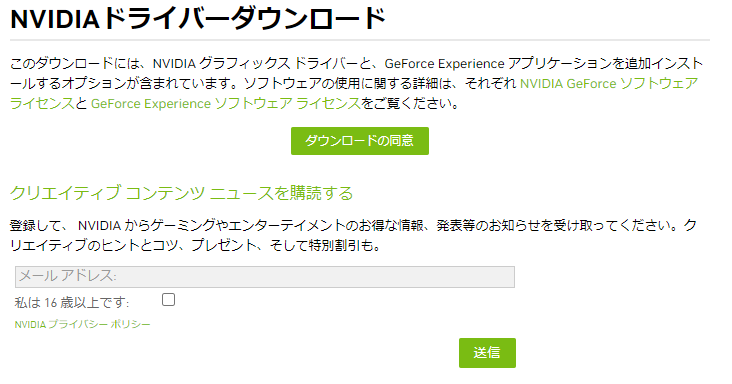 NVIDIAドライバーダウンロード
このダウンロードには、NVIDIA グラフィックス ドライバーと、GeForce Experience アプリケーションを追加インスト
ールするオプションが含まれています。ソフトウェアの使用に関する詳細は、それぞれ NVIDIA GeForce ソフトウェア
ライセンスと GeForce Experience ソフトウェア ライセンスをご覧ください。
ダウンロードの同意
クリエイティブ コンテンツ ニュースを購読する
登録して、 NVIDIA からゲーミングやエンターテイメントのお得な情報、発表等のお知らせを受け取ってください。ク
リエイティブのヒントとコツ、プレゼント、そして特別割引も。
メール アドレス:
私は 16 歳以上です:
NVIDIA プライバシー ポリシー
送信